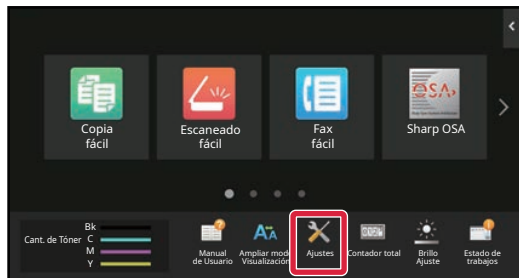 Copia
fácil
Escaneado
fácil
Fax
fácil
OSA
Sharp OSA
Cant. de Tóner
Bk
C
M
Y
Manual
de Usuario
Ampliar modo
Visualización
Ajustes
Contador total
Brillo
Ajuste
Estado de
trabajos